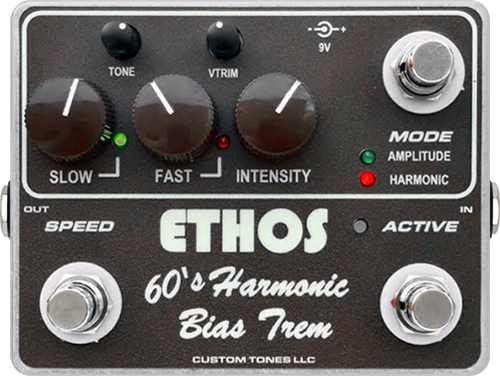 9V
TONE
VTRIM
SLOW
FAST
INTENSITY
MODE
AMPLITUDE
HARMONIC
OUT
IN
SPEED
ETHOS
ACTIVE
60's Harmonic
Bias Trem
CUSTOM TONES LLC